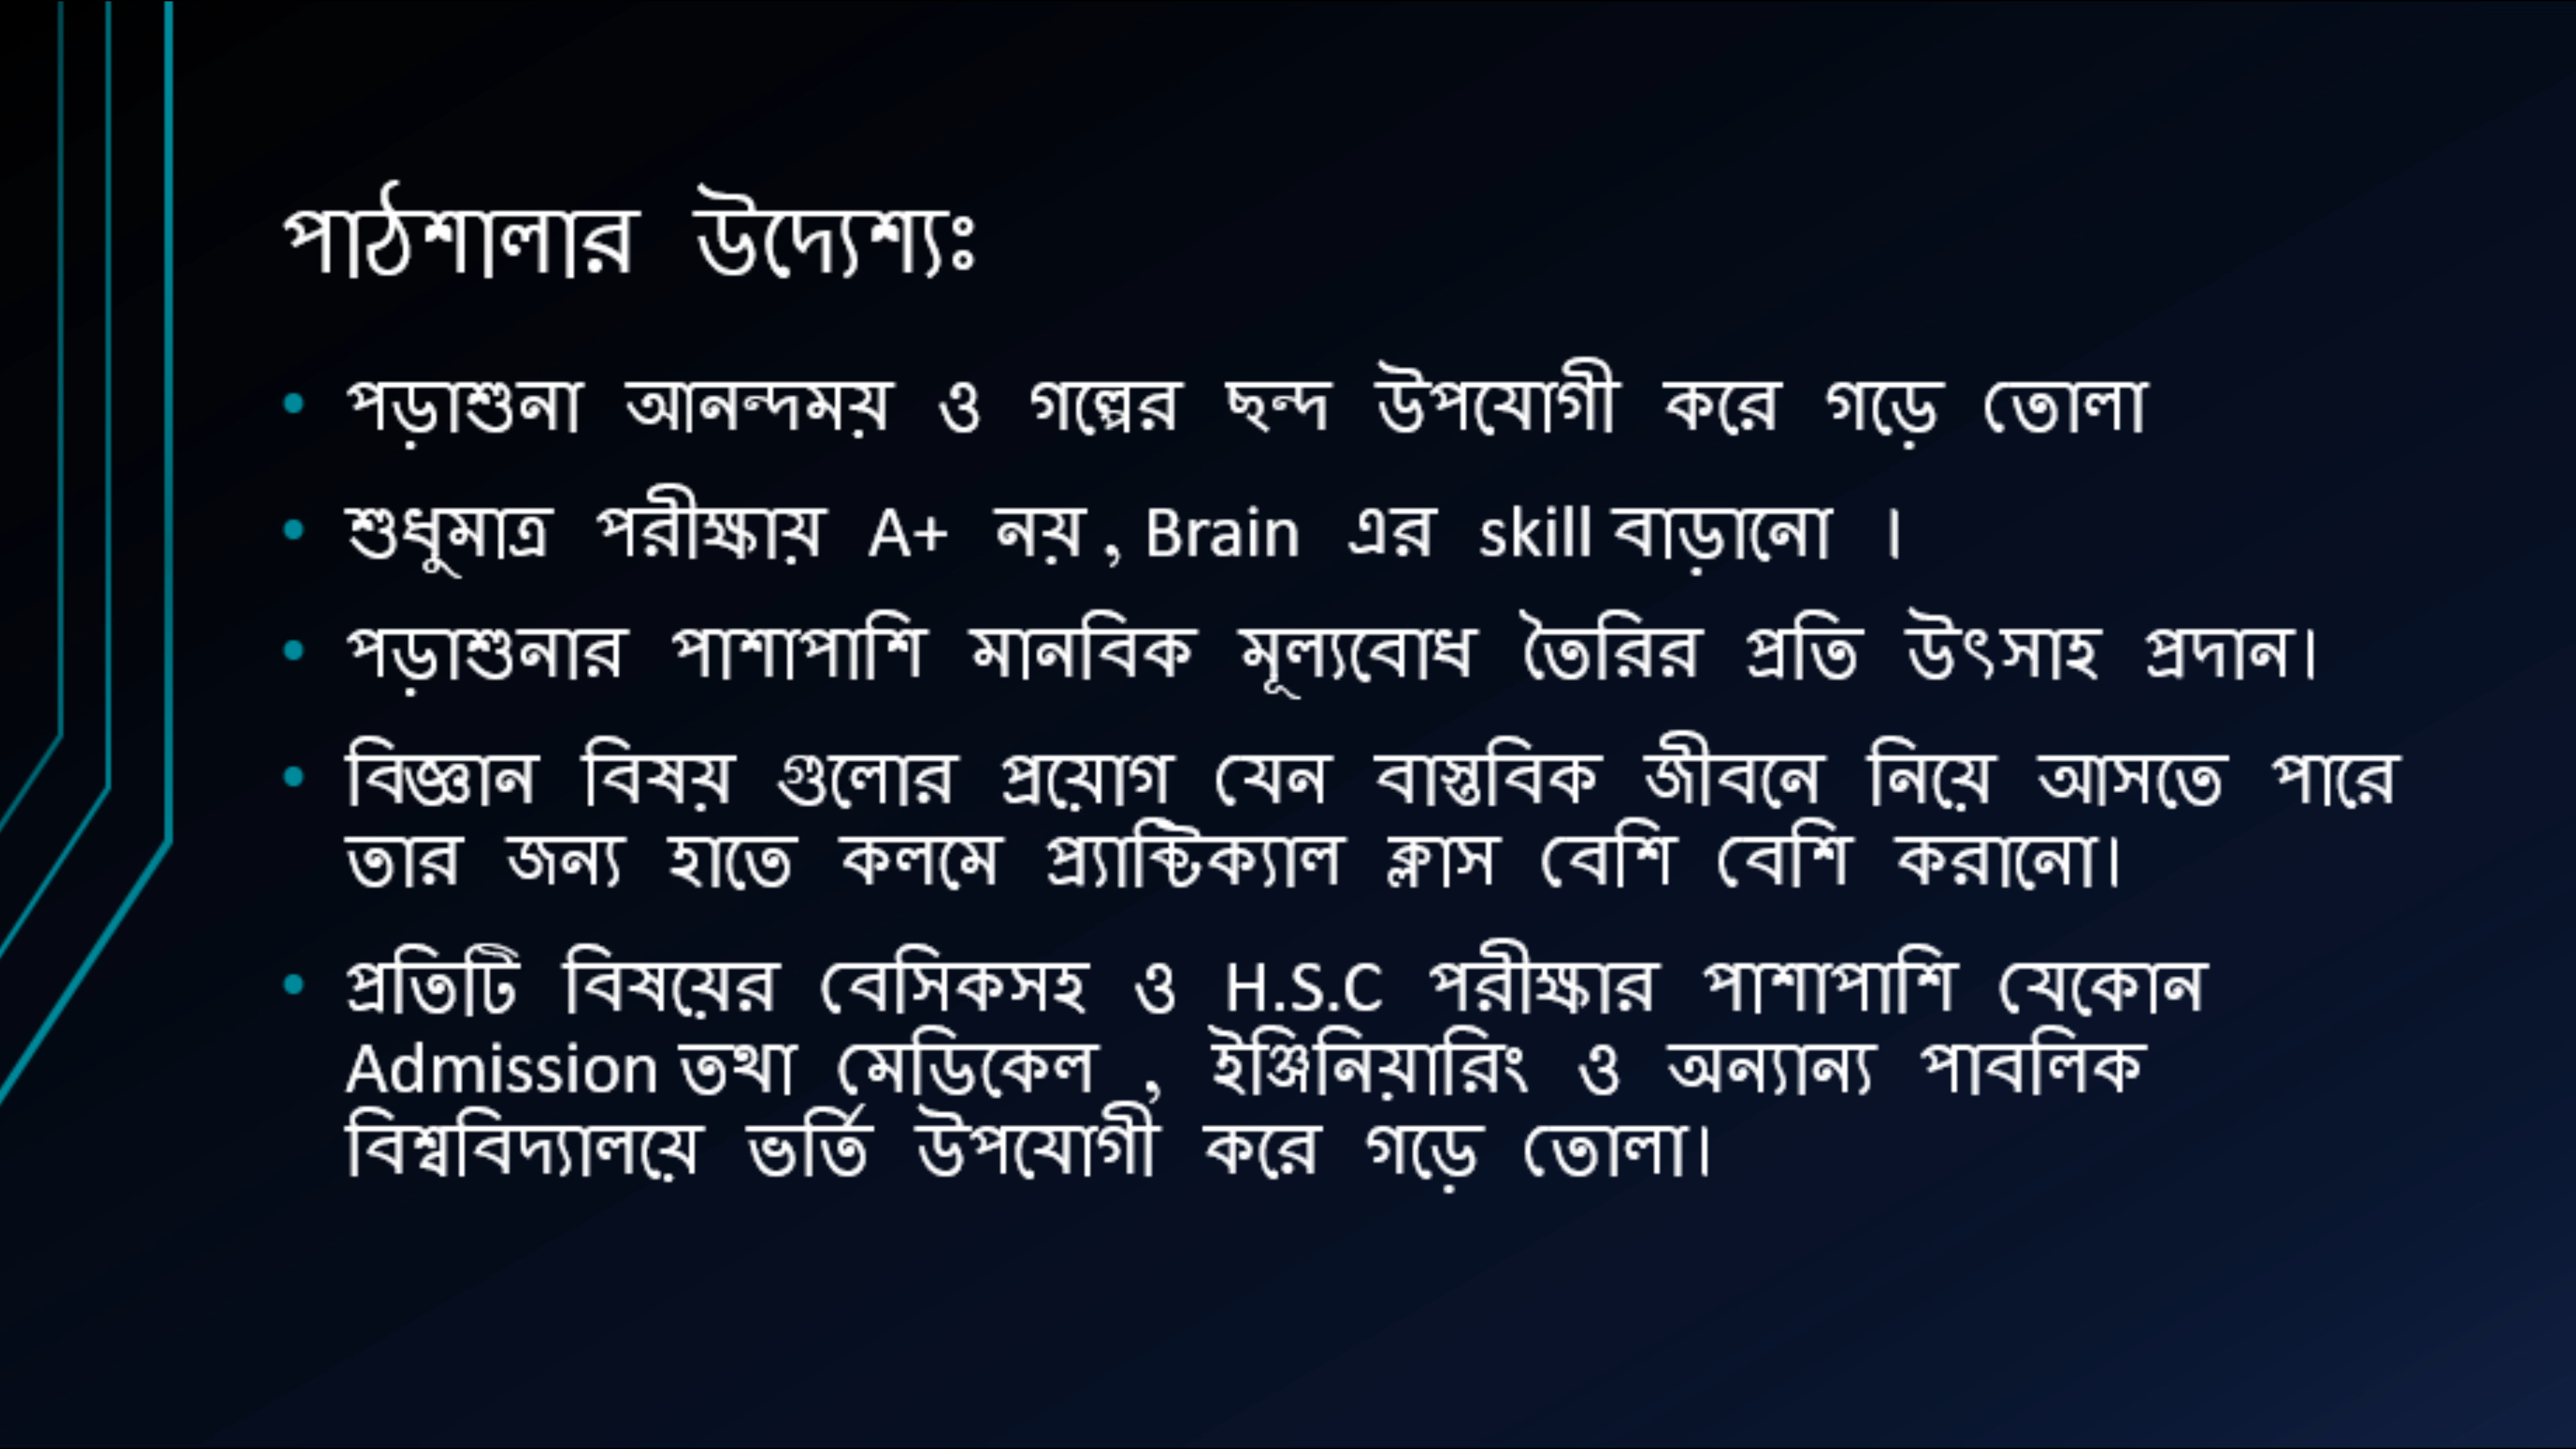 পাঠশালার উদ্যেশ্যঃ
• পড়াশুনা আনন্দময় ও গল্পের ছন্দ উপযোগী করে গড়ে তোলা
• শুধুমাত্র পরীক্ষায় A+ নয় , Brain এর skill বাড়ানো ।
• পড়াশুনার পাশাপাশি মানবিক মূল্যবোধ তৈরির প্রতি উৎসাহ প্রদান।
• বিজ্ঞান বিষয় গুলোর প্রয়োগ যেন বাস্তবিক জীবনে নিয়ে আসতে পারে
তার জন্য হাতে কলমে প্র্যাক্টিক্যাল ক্লাস বেশি বেশি করানো।
• প্রতিটি বিষয়ের বেসিকসহ ও H.S.C পরীক্ষার পাশাপাশি যেকোন
Admission তথা মেডিকেল , ইঞ্জিনিয়ারিং ও অন্যান্য পাবলিক
বিশ্ববিদ্যালয়ে ভর্তি উপযোগী করে গড়ে তোলা।